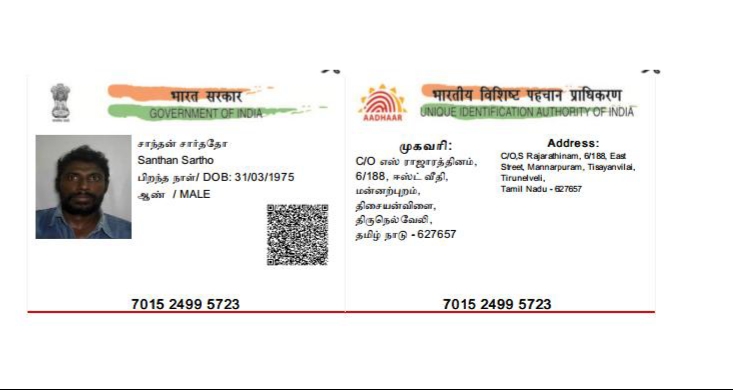 भारत सरकार
GOVERNMENT OF INDIA
சாந்தன் சார்ததோ
Santhan Sartho
பிறந்த நாள்/ DOB: 31/03/1975
ஆண் / MALE
7015 2499 5723
भारतीय विशिष्ट पहचान प्राधिकरण
UNIQUE IDENTIFICATION AUTHORITY OF INDIA
AADHAAR
முகவரி:
C/O எஸ் ராஜாரத்தினம்,
6/188, ஈஸ்ட் வீதி,
மன்னற்புறம்,
திசையன்விளை,
திருநெல்வேலி,
தமிழ் நாடு - 627657
Address:
C/O,S Rajarathinam, 6/188, East
Street, Mannarpuram, Tisayanvilai,
Tirunelveli,
Tamil Nadu - 627657
7015 2499 5723